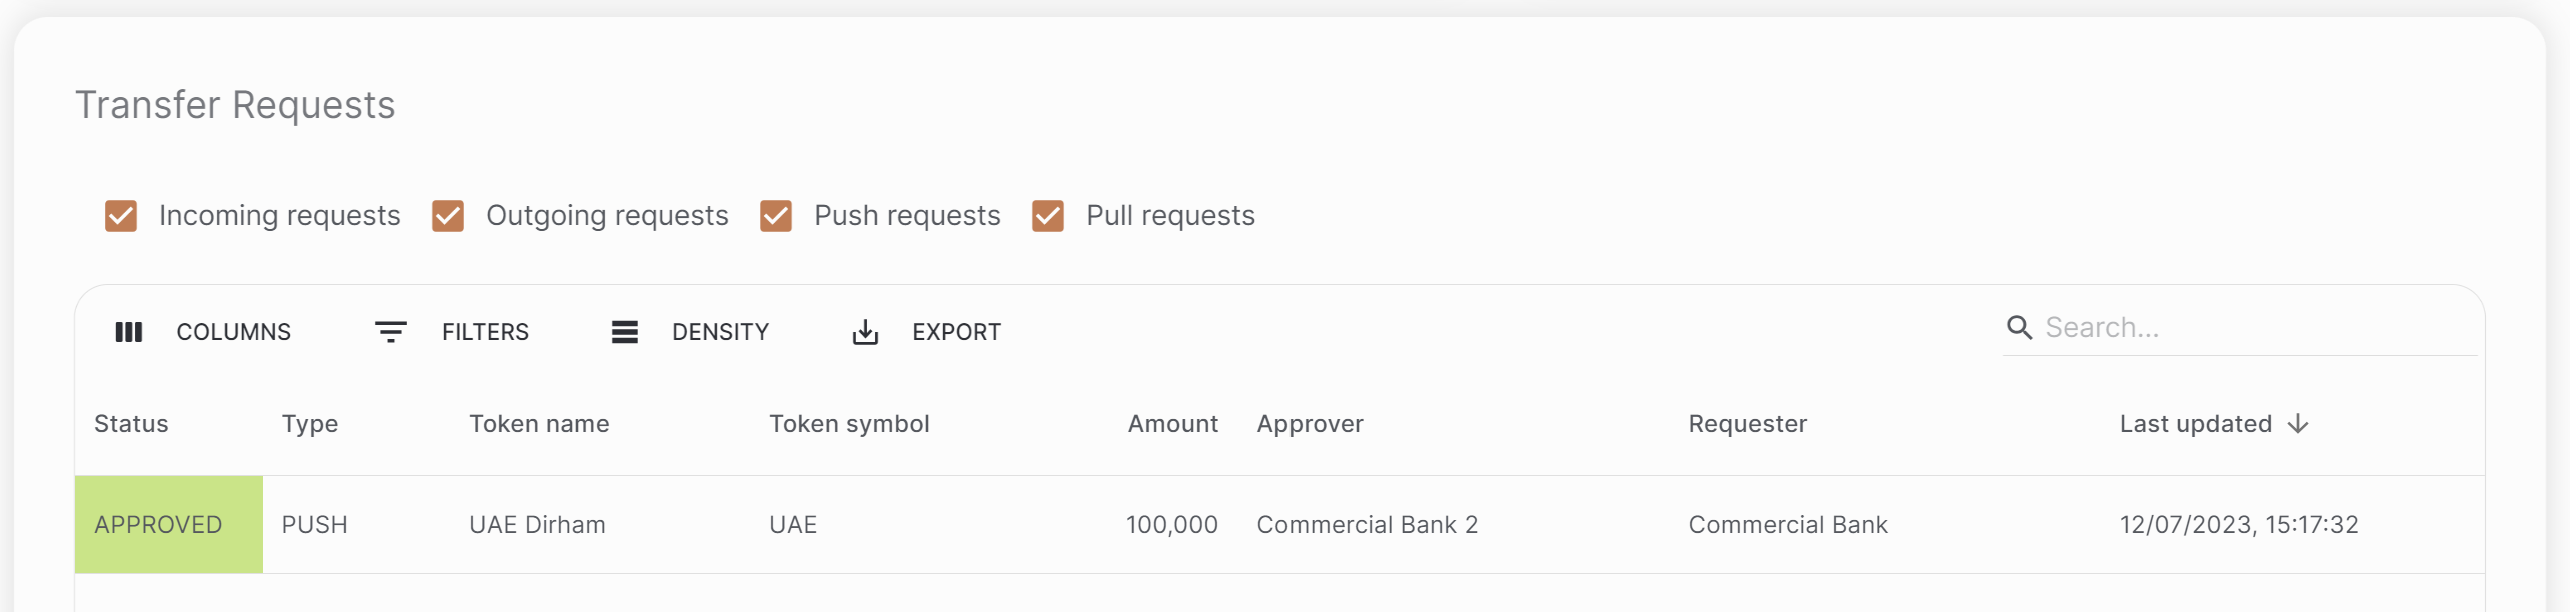 Transfer Requests
Incoming requests Outgoing requests Push requests Pull requests
COLUMNS FILTERS DENSITY EXPORT Search...
Status Type Token name Token symbol Amount Approver Requester Last updated
APPROVED PUSH UAE Dirham UAE 100,000 Commercial Bank 2 Commercial Bank 12/07/2023, 15:17:32